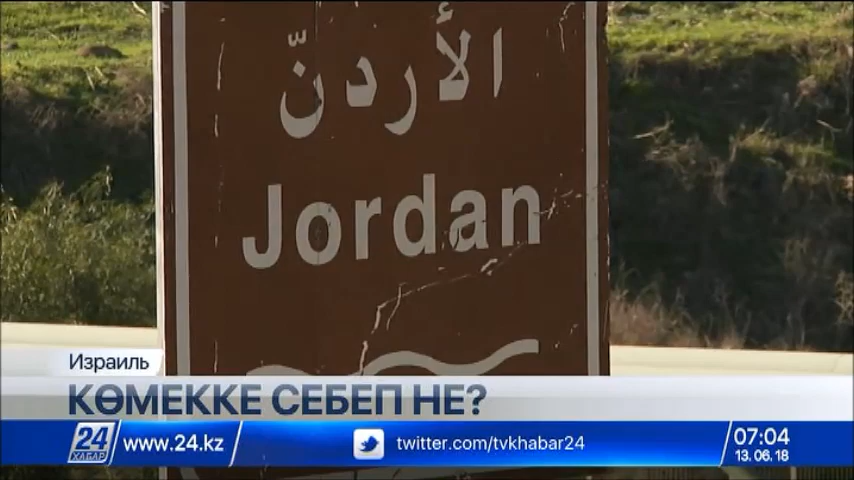 الأردنّ
Jordan
Израиль
КӨМЕККЕ СЕБЕП НЕ?
24
ХАБАР
www.24.kz
twitter.com/tvkhabar24
07:04
13.06.18